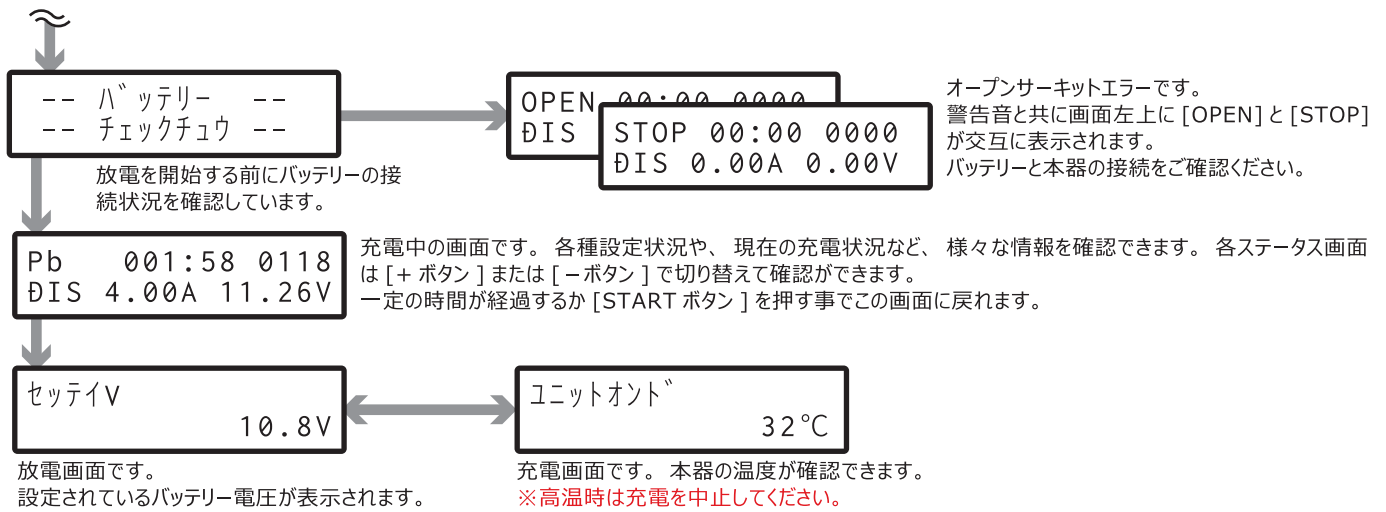 -- バッテリー --
-- チェックチュウ --
放電を開始する前にバッテリーの接
続状況を確認しています。
OPEN 00:00 0000
ĐIS
STOP 00:00 0000
ĐIS 0.00A 0.00V
オープンサーキットエラーです。
警告音と共に画面左上に [OPEN] と [STOP]
が交互に表示されます。
バッテリーと本器の接続をご確認ください。
Pb 001:58 0118
ĐIS 4.00A 11.26V
充電中の画面です。 各種設定状況や、 現在の充電状況など、 様々な情報を確認できます。 各ステータス画面
は [+ ボタン ] または [ −ボタン ] で切り替えて確認ができます。
一定の時間が経過するか [START ボタン ] を押す事でこの画面に戻れます。
セッテイV
10.8V
放電画面です。
設定されているバッテリー電圧が表示されます。
ユニットオンド
32℃
充電画面です。 本器の温度が確認できます。
※高温時は充電を中止してください。